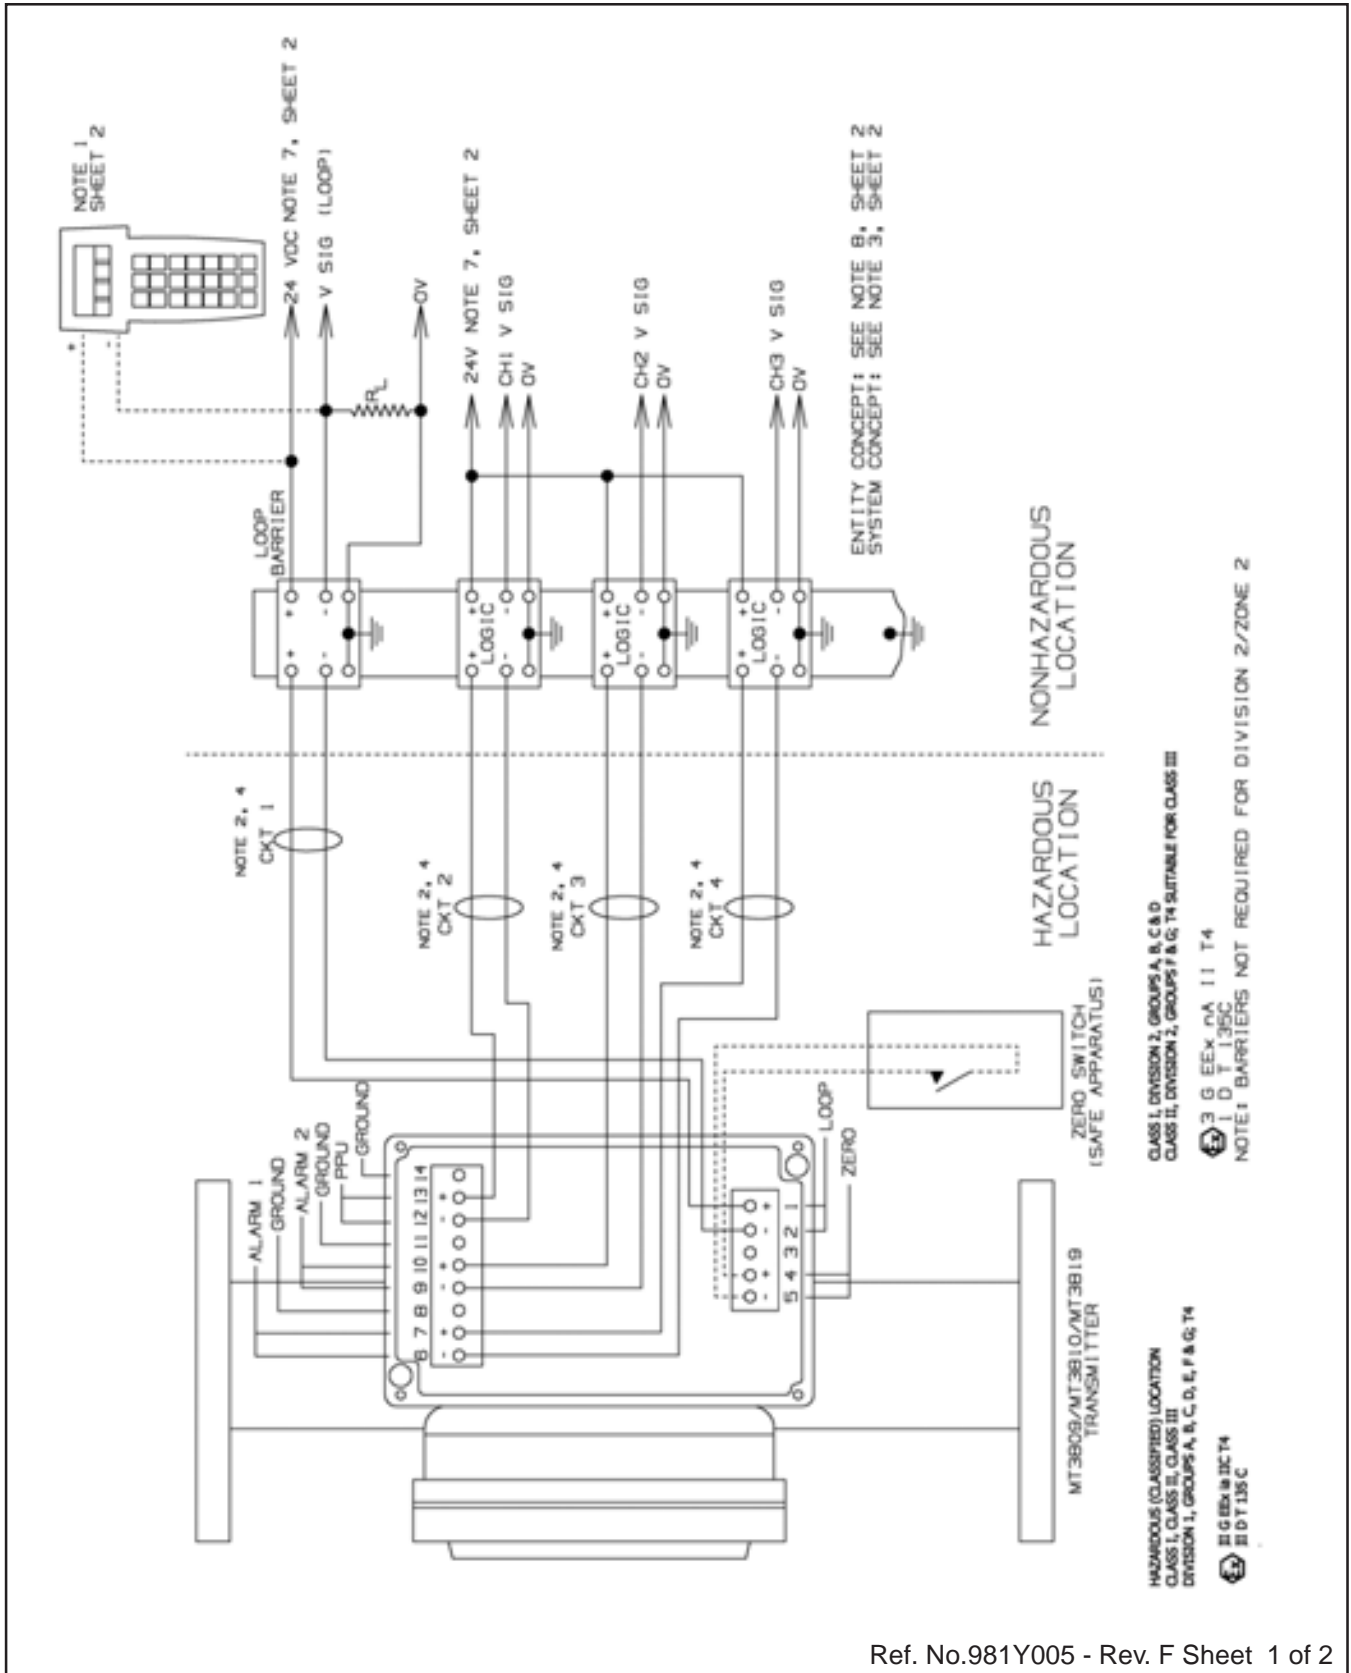 NOTE 1
SHEET 2
24 VDC NOTE 7, SHEET 2
V SIG (LOOP)
0V
+
-
RL
24V NOTE 7, SHEET 2
CH1 V SIG
0V
CH2 V SIG
0V
CH3 V SIG
0V
ENTITY CONCEPT: SEE NOTE 8, SHEET 2
SYSTEM CONCEPT: SEE NOTE 3, SHEET 2
LOOP
BARRIER
+ +
- -
+ +
LOGIC
- -
+ +
LOGIC
- -
+ +
LOGIC
- -
NONHAZARDOUS
LOCATION
HAZARDOUS
LOCATION
NOTE 2, 4
CKT 1
NOTE 2, 4
CKT 2
NOTE 2, 4
CKT 3
NOTE 2, 4
CKT 4
ALARM 1
GROUND
ALARM 2
GROUND
PPU
GROUND
6 7 8 9 10 11 12 13 14
- + - + - +
5 4 3 2 1
- + - +
LOOP
ZERO
ZERO SWITCH
(SAFE APPARATUS)
MT3809/MT3810/MT3819
TRANSMITTER
HAZARDOUS (CLASSIFIED) LOCATION
CLASS I, CLASS II, CLASS III
DIVISION 1, GROUPS A, B, C, D, E, F & G; T4
Ex II G EEx ia IIC T4
II D T 135 C
CLASS I, DIVISION 2, GROUPS A, B, C & D
CLASS II, DIVISION 2, GROUPS F & G; T4 SUITABLE FOR CLASS III
Ex 3 G EEx nA II T4
1 D T 135C
NOTE: BARRIERS NOT REQUIRED FOR DIVISION 2/ZONE 2
Ref. No.981Y005 - Rev. F Sheet 1 of 2